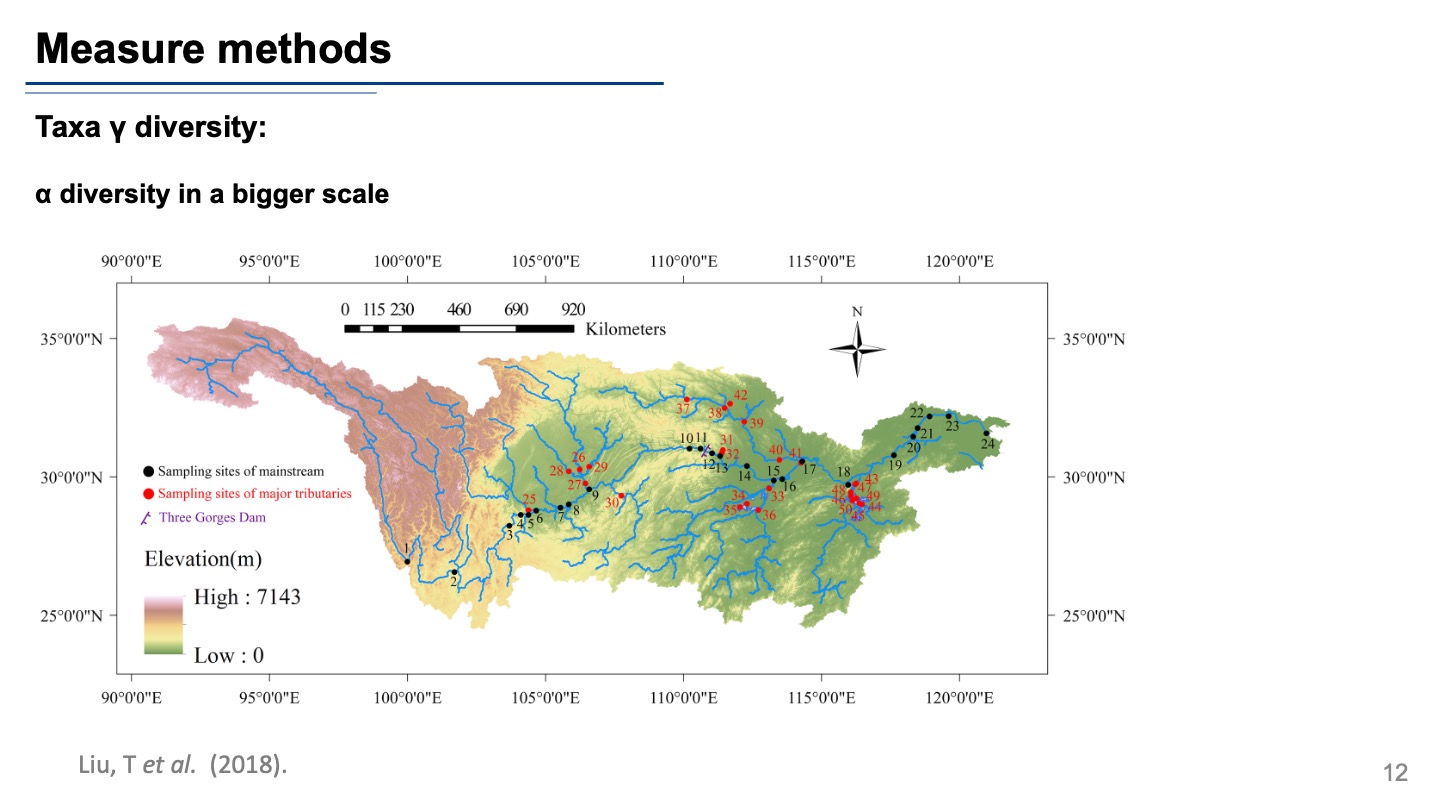 Measure methods
Taxa γ diversity:
α diversity in a bigger scale
90°0'0"E 95°0'0"E 100°0'0"E 105°0'0"E 110°0'0"E 115°0'0"E 120°0'0"E
0 115 230 460 690 920
Kilometers
N
35°0'0"N 35°0'0"N
42
37 38
39
22
21 23
20 24
10 11 31
12 13 32
40 41
14 15 16 17
18 19
26
28 29
27
9
30
25
3 4 5 6 7 8
34 33
35 36
43
49
44
50
30°0'0"N 30°0'0"N
Sampling sites of mainstream
Sampling sites of major tributaries
Three Gorges Dam
1
2
Elevation(m)
High : 7143
Low : 0
25°0'0"N 25°0'0"N
90°0'0"E 95°0'0"E 100°0'0"E 105°0'0"E 110°0'0"E 115°0'0"E 120°0'0"E
Liu, T et al. (2018).
12